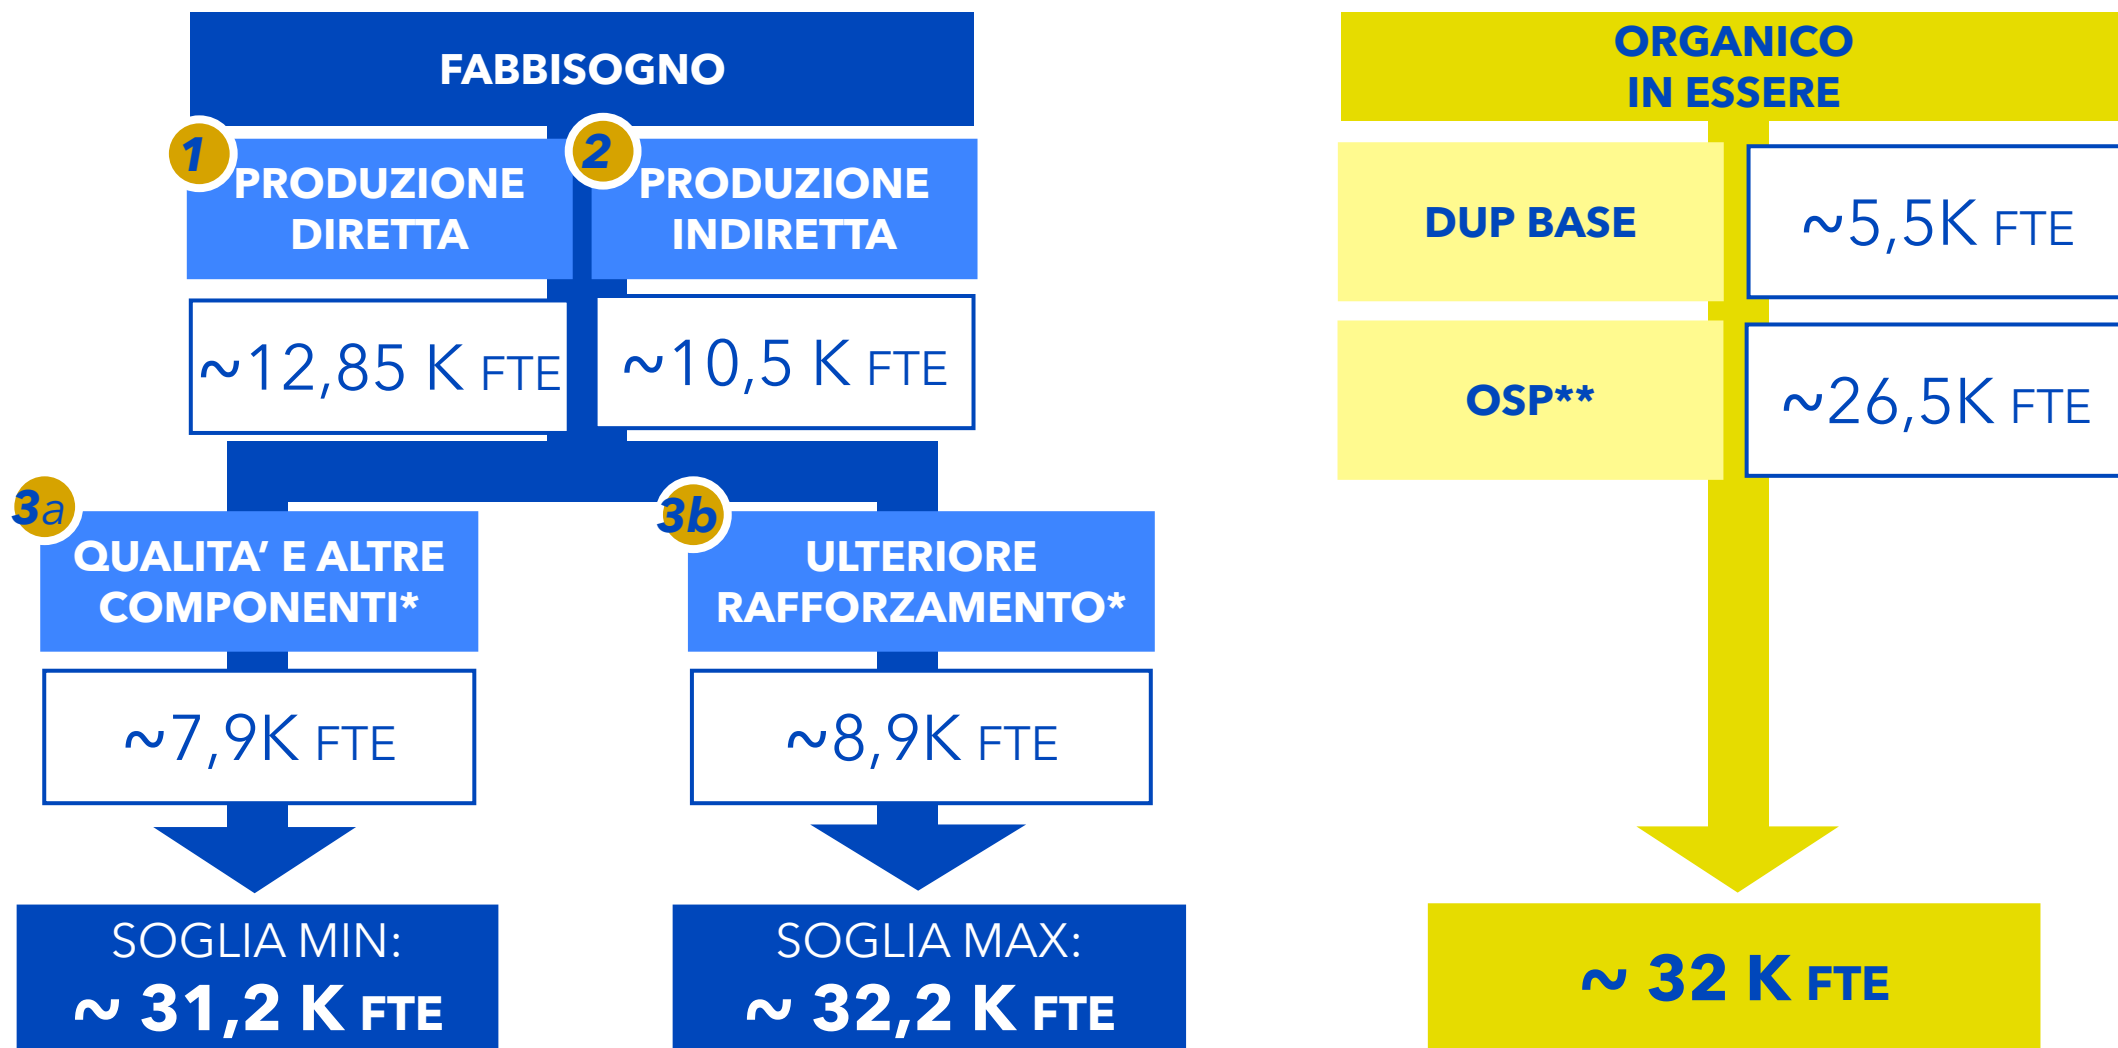 FABBISOGNO
1
PRODUZIONE
DIRETTA
~12,85 K FTE
2
PRODUZIONE
INDIRETTA
~10,5 K FTE
3a
QUALITA’ E ALTRE
COMPONENTI*
~7,9K FTE
SOGLIA MIN:
~ 31,2 K FTE
3b
ULTERIORE
RAFFORZAMENTO*
~8,9K FTE
SOGLIA MAX:
~ 32,2 K FTE
ORGANICO
IN ESSERE
DUP BASE
~5,5K FTE
OSP**
~26,5K FTE
~ 32 K FTE